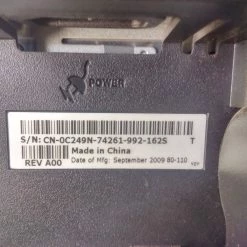 POWER
S/N: CN-0C249N-74261-992-162S T
Made in China
Date of Mfg: September 2009 80-110
REV A00